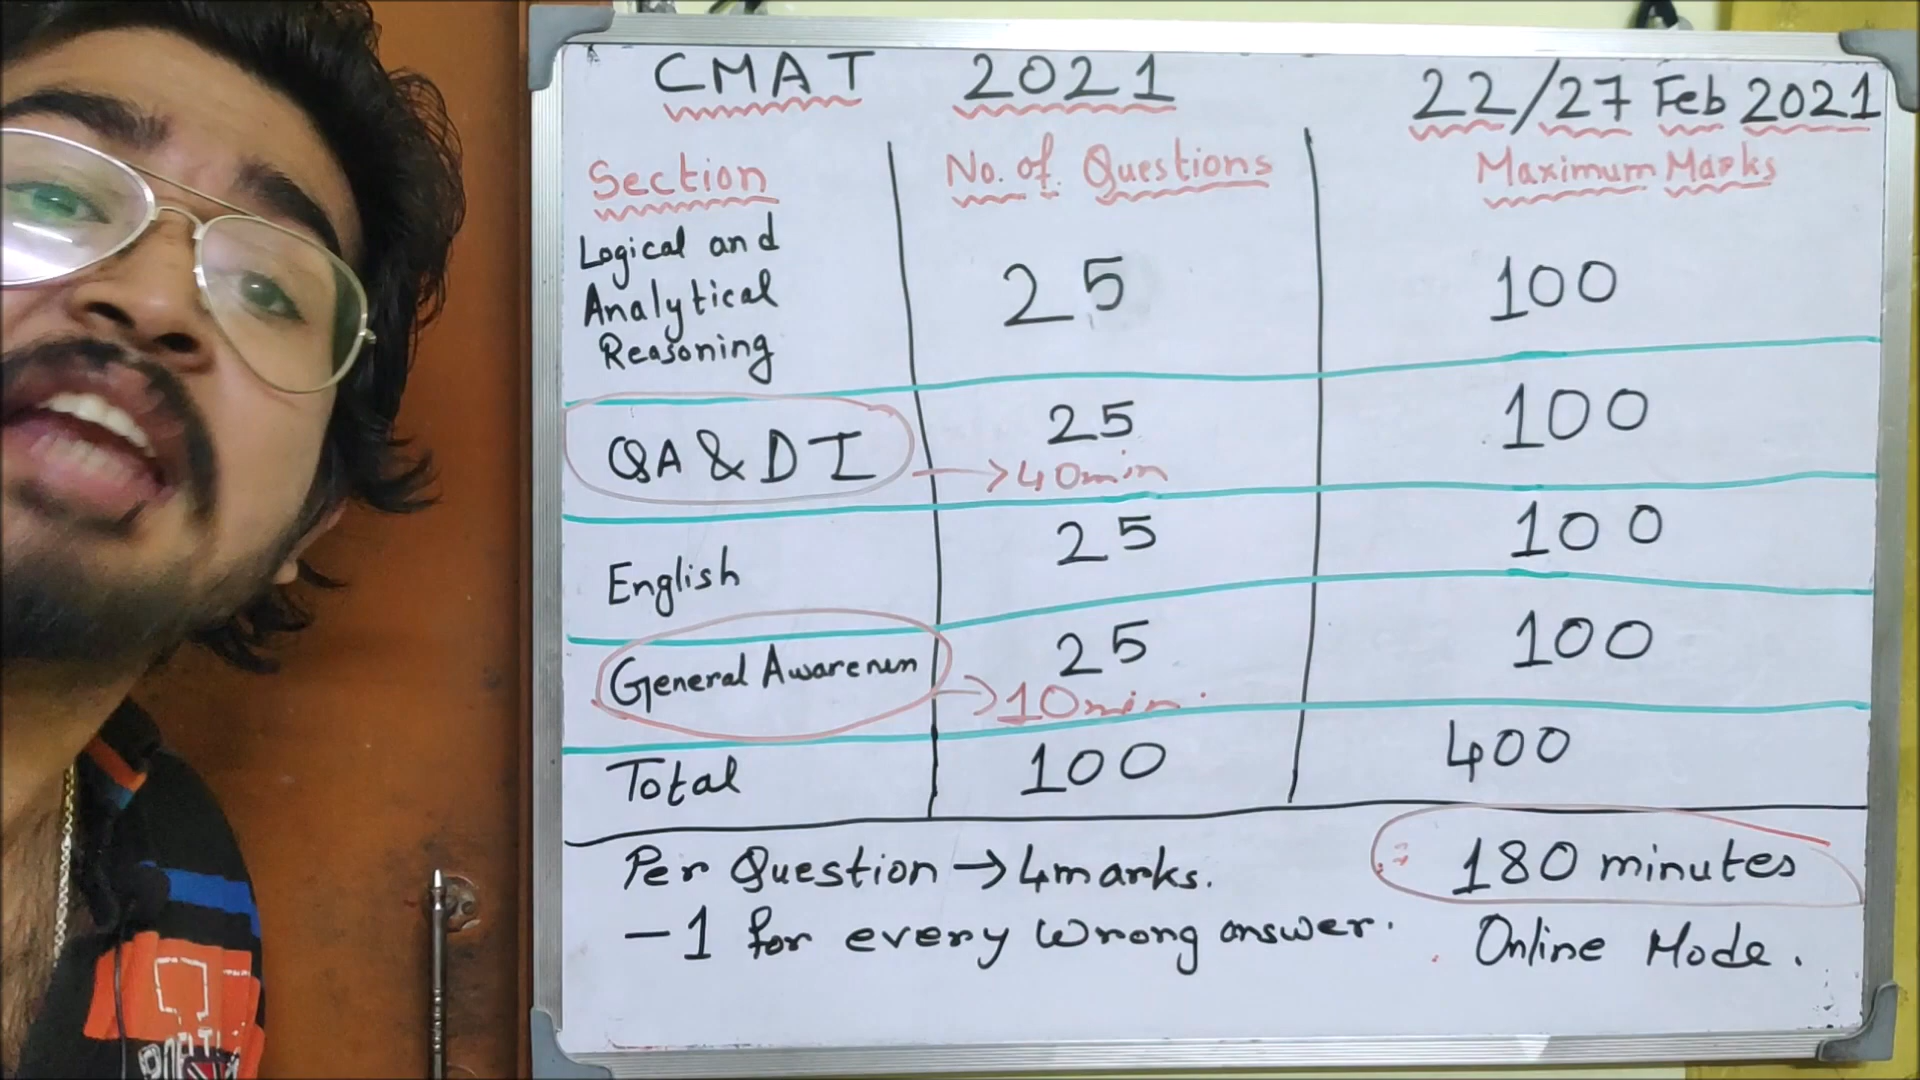 CMAT 2021 22/27 Feb 2021
Section No. of Questions Maximum Marks
Logical and
Analytical
Reasoning
25 100
QA & DI 25 100
→ 40min
English 25 100
General Awareness 25 100
→ 10min.
Total 100 400
Per Question → 4marks.
-1 for every wrong answer.
180 minutes
Online Mode.